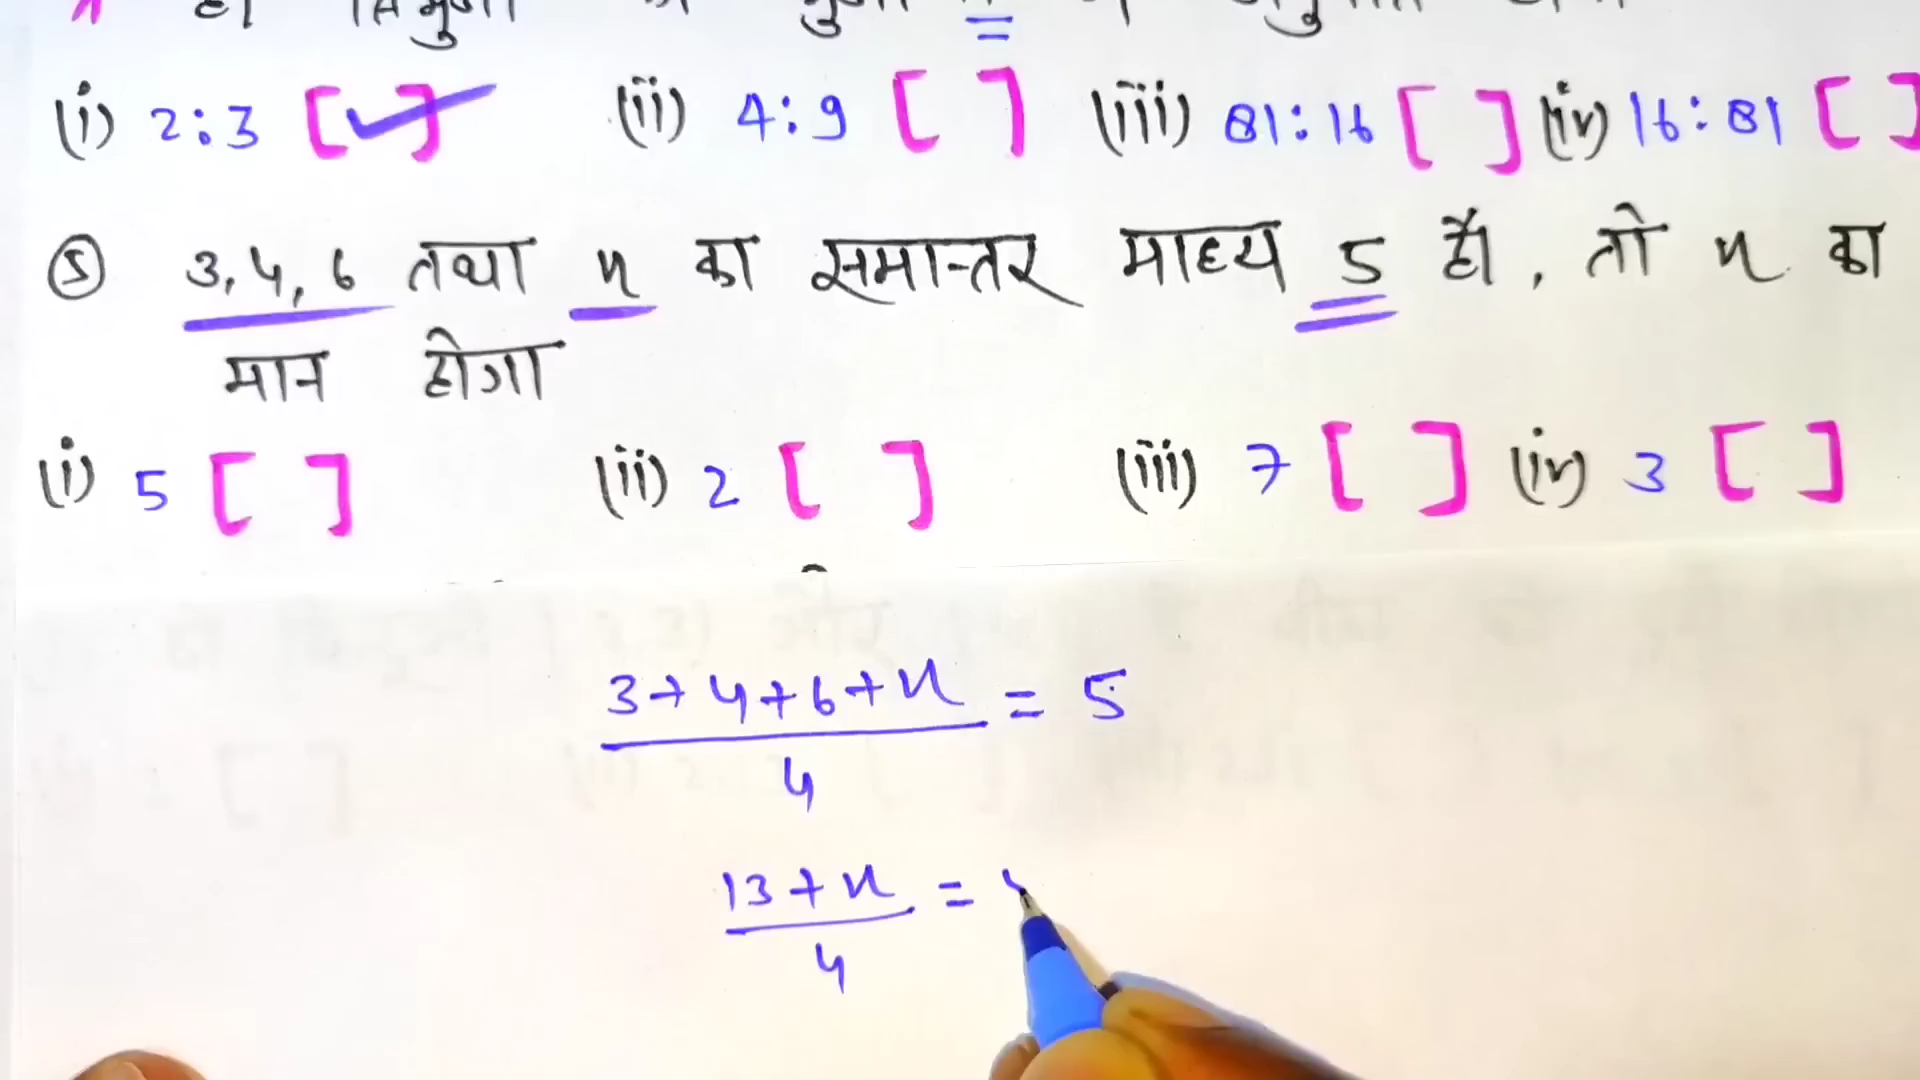 (i) 2:3 [✓] (ii) 4:9 [ ] (iii) 81:16 [ ] (iv) 16:81 [ ]
⑤ 3,4,6 तथा x का समान्तर माध्य 5 है, तो x का
मान होगा
(i) 5 [ ] (ii) 2 [ ] (iii) 7 [ ] (iv) 3 [ ]
3+4+6+x = 5
4
13+x =
4